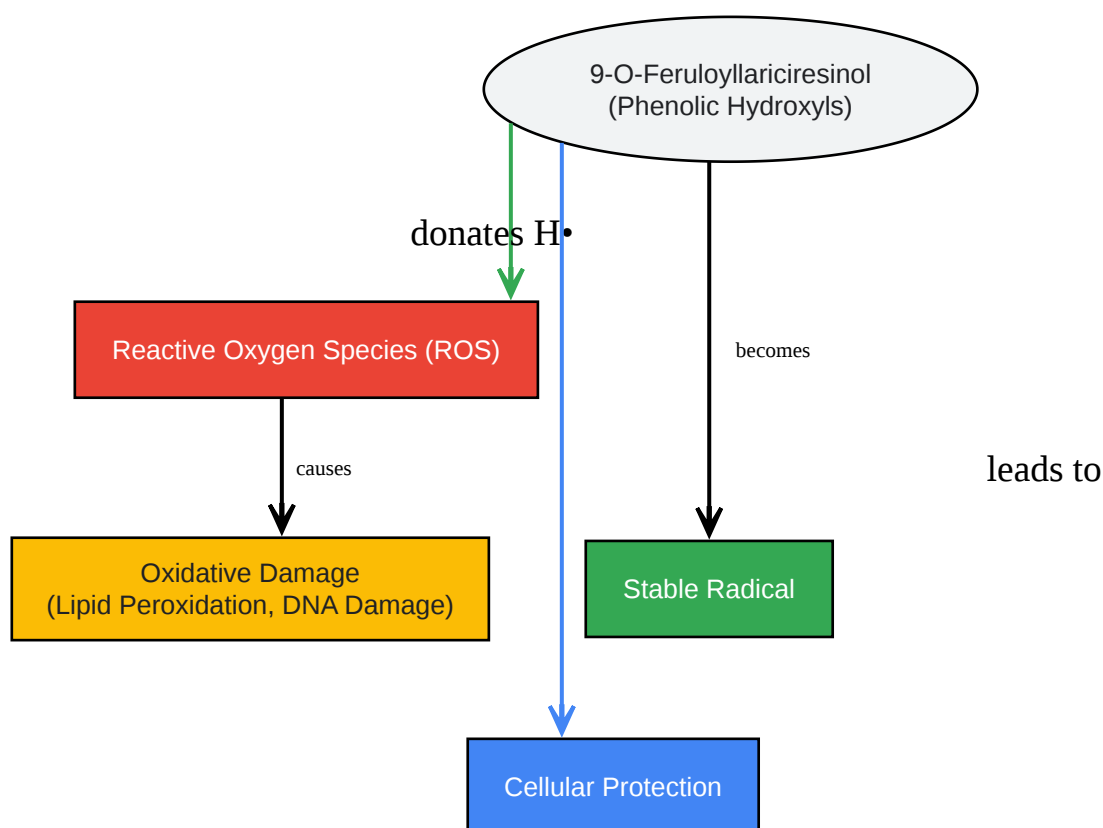 9-O-Feruloyllariciresinol
(Phenolic Hydroxyls)
donates H•
Reactive Oxygen Species (ROS)
becomes
causes
leads to
Oxidative Damage
(Lipid Peroxidation, DNA Damage)
Stable Radical
Cellular Protection